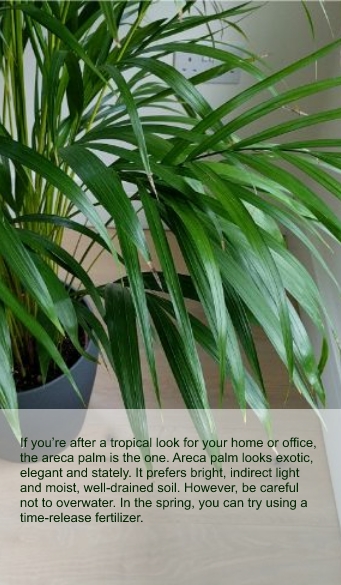 If you're after a tropical look for your home or office,
the areca palm is the one. Areca palm looks exotic,
elegant and stately. It prefers bright, indirect light
and moist, well-drained soil. However, be careful
not to overwater. In the spring, you can try using a
time-release fertilizer.